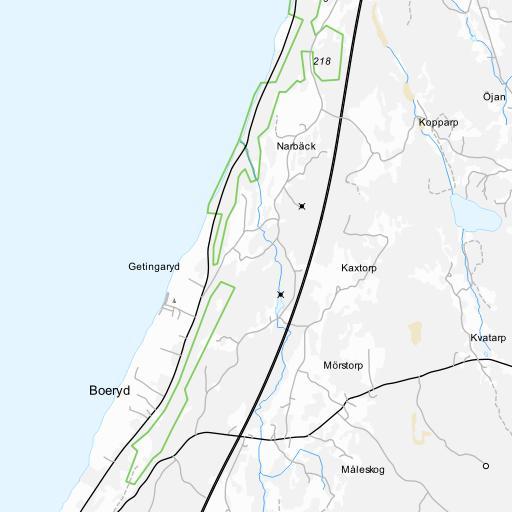 218
Öjan
Kopparp
Narbäck
Getingaryd
Kaxtorp
Kvatarp
Mörstorp
Boeryd
Måleskog